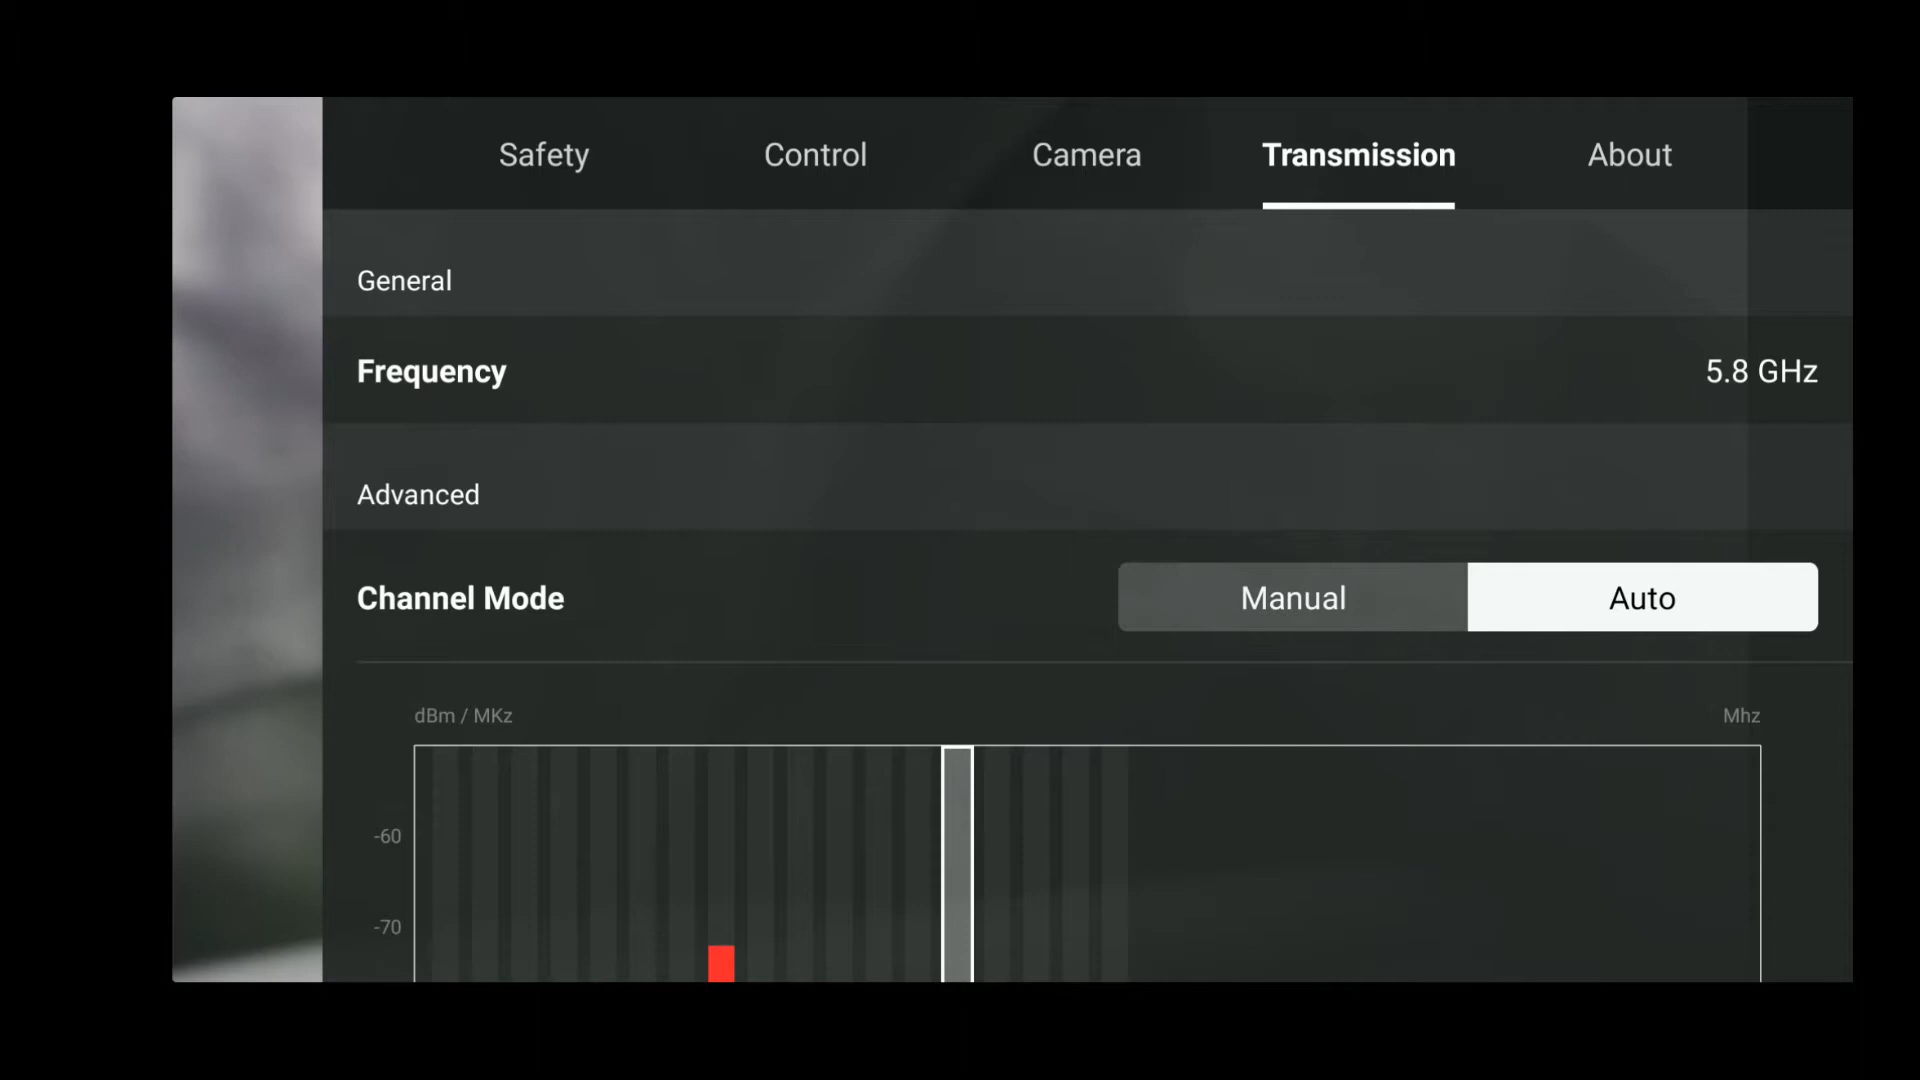 Safety Control Camera Transmission About
General
Frequency 5.8 GHz
Advanced
Channel Mode Manual Auto
dBm / MKz Mhz
-60
-70